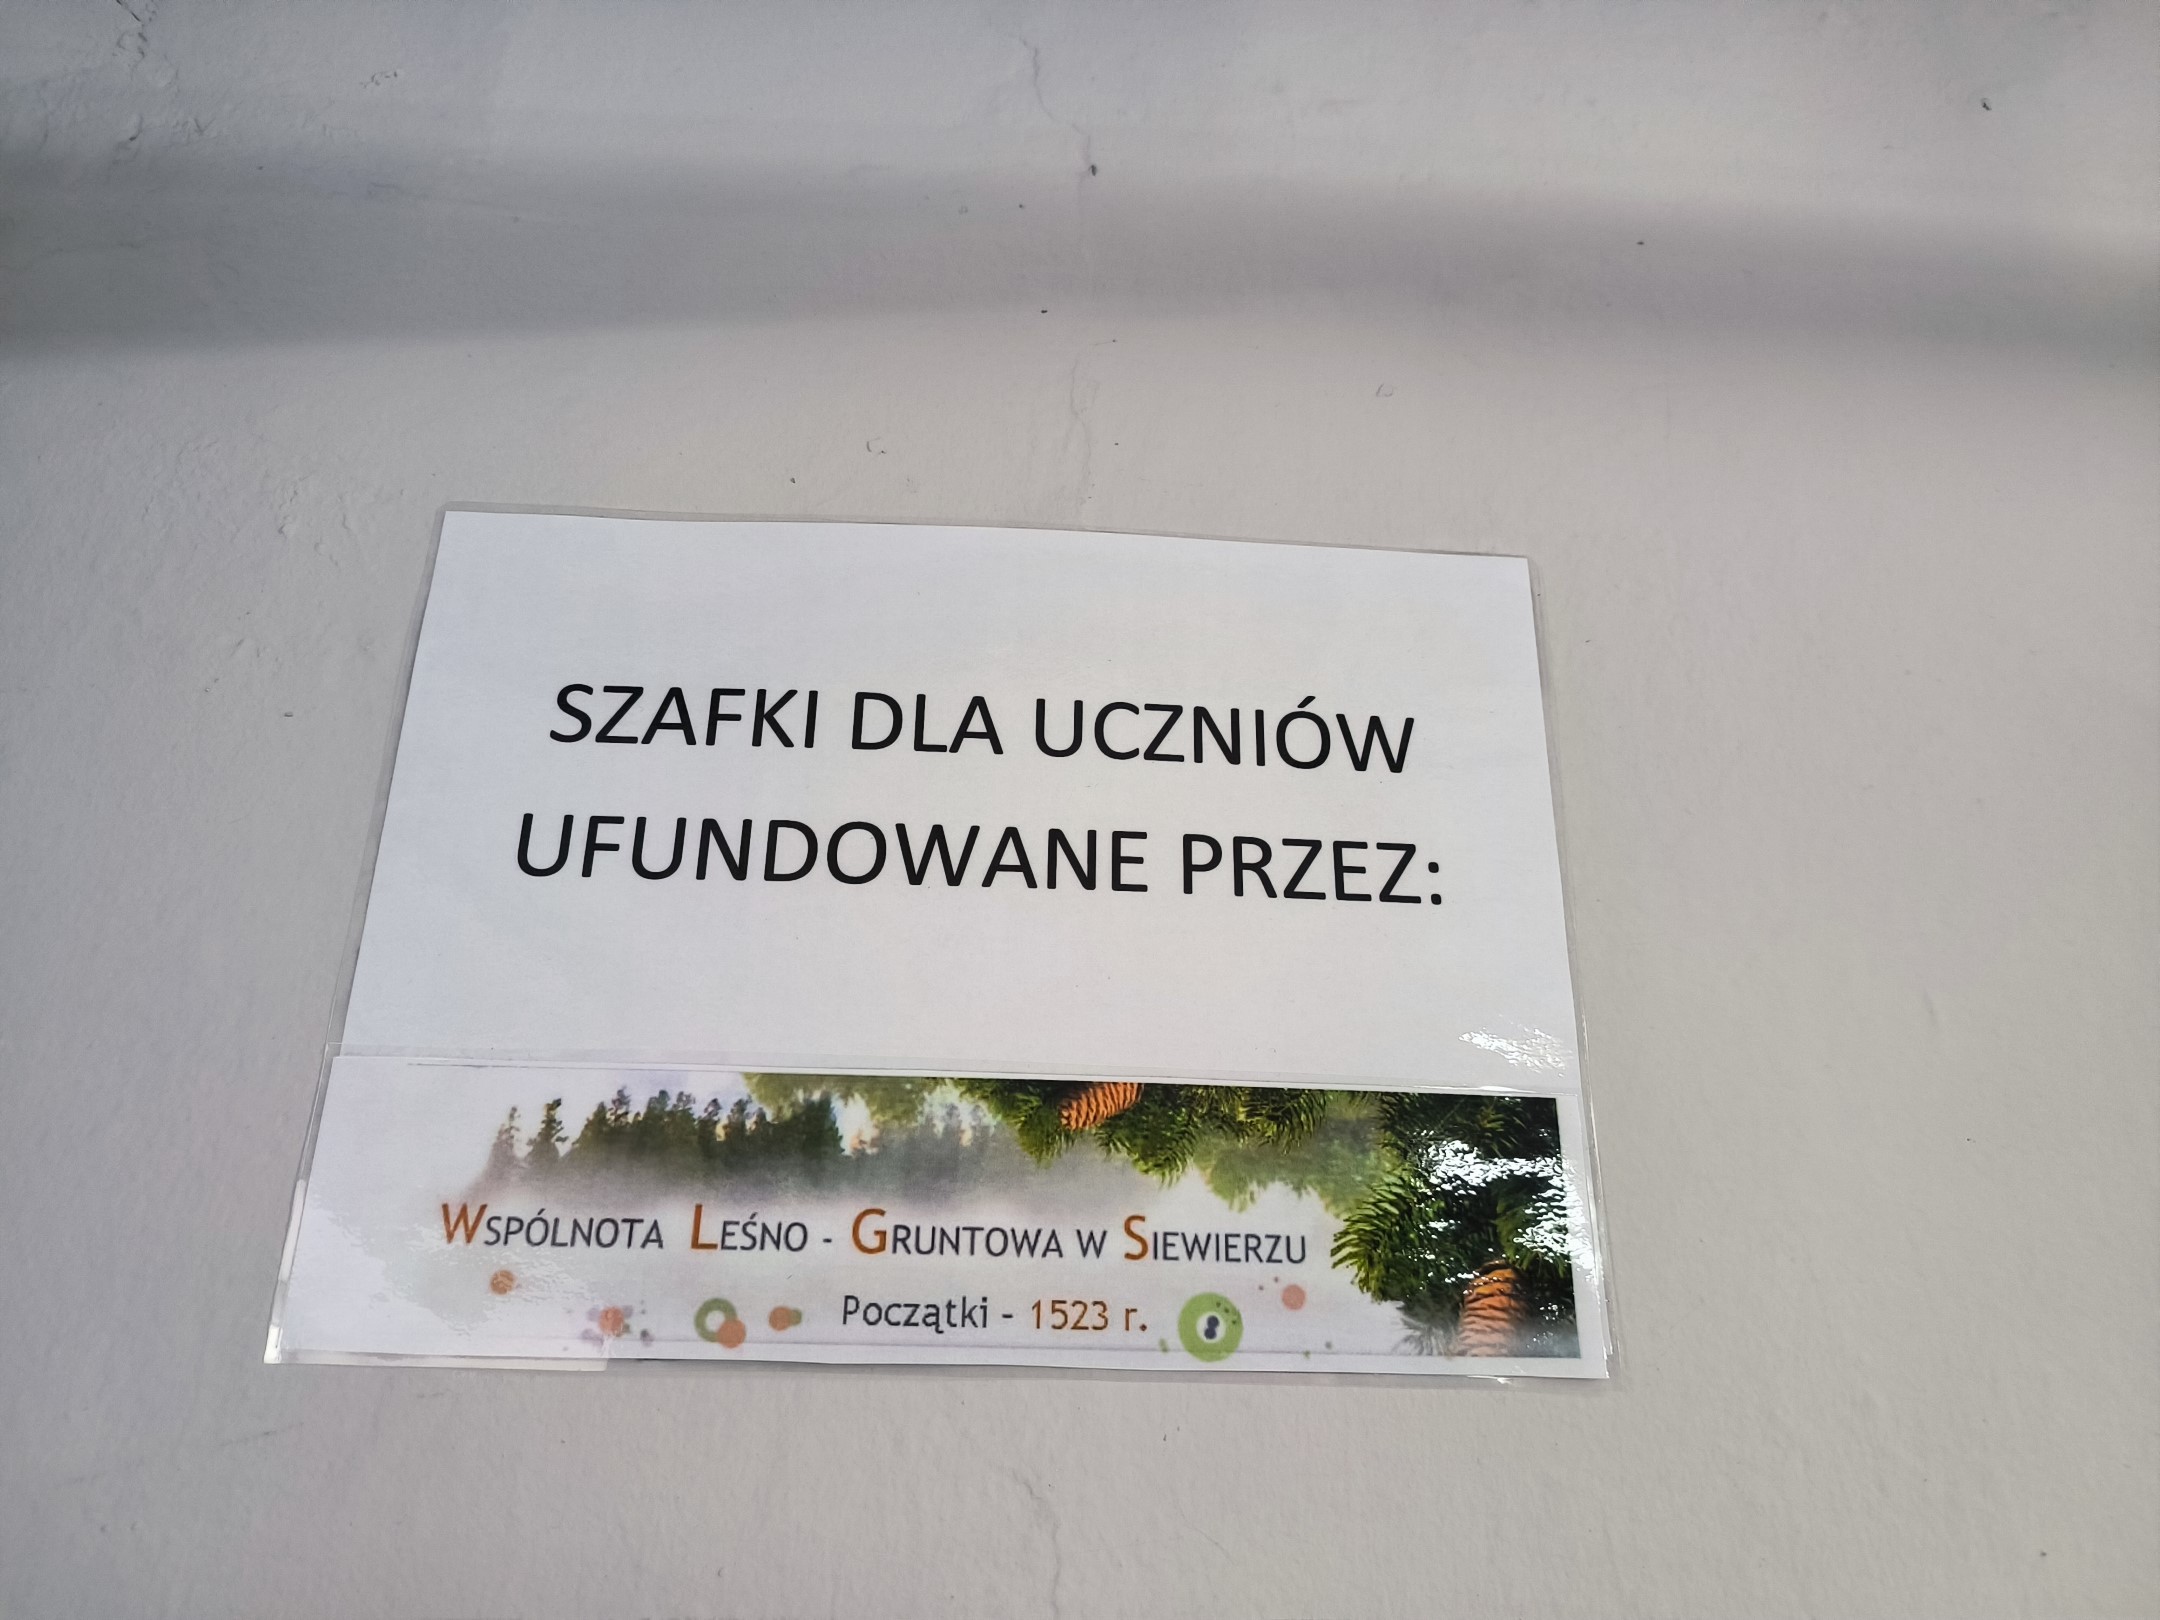 SZAFKI DLA UCZNIÓW
UFUNDOWANE PRZEZ:
WSPÓLNOTA LEŚNO - GRUNTOWA W SIEWIERZU
Początki - 1523 r.